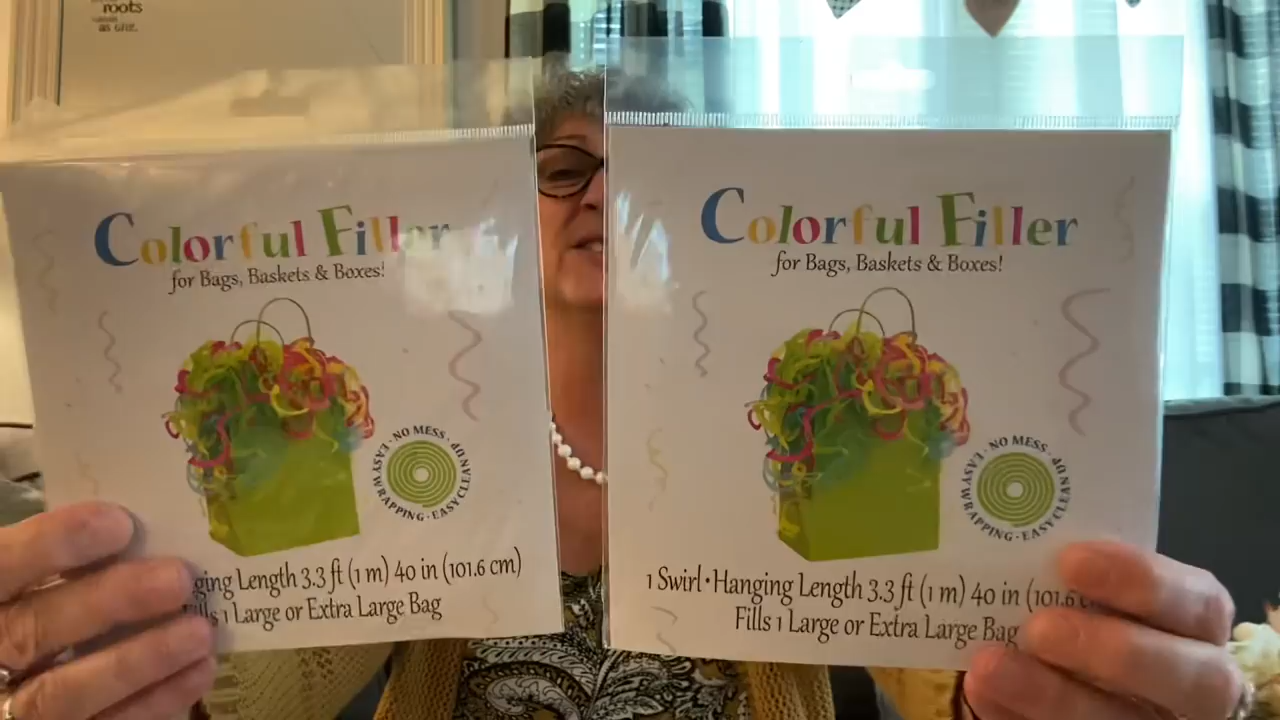 roots
as one.
Colorful Filler
for Bags, Baskets & Boxes!
NO MESS · EASY CLEAN UP · EASY WRAPPING ·
ging Length 3.3 ft (1 m) 40 in (101.6 cm)
ills 1 Large or Extra Large Bag
Colorful Filler
for Bags, Baskets & Boxes!
NO MESS · EASY CLEAN UP · EASY WRAPPING ·
1 Swirl • Hanging Length 3.3 ft (1 m) 40 in (101.6 c
Fills 1 Large or Extra Large Bag